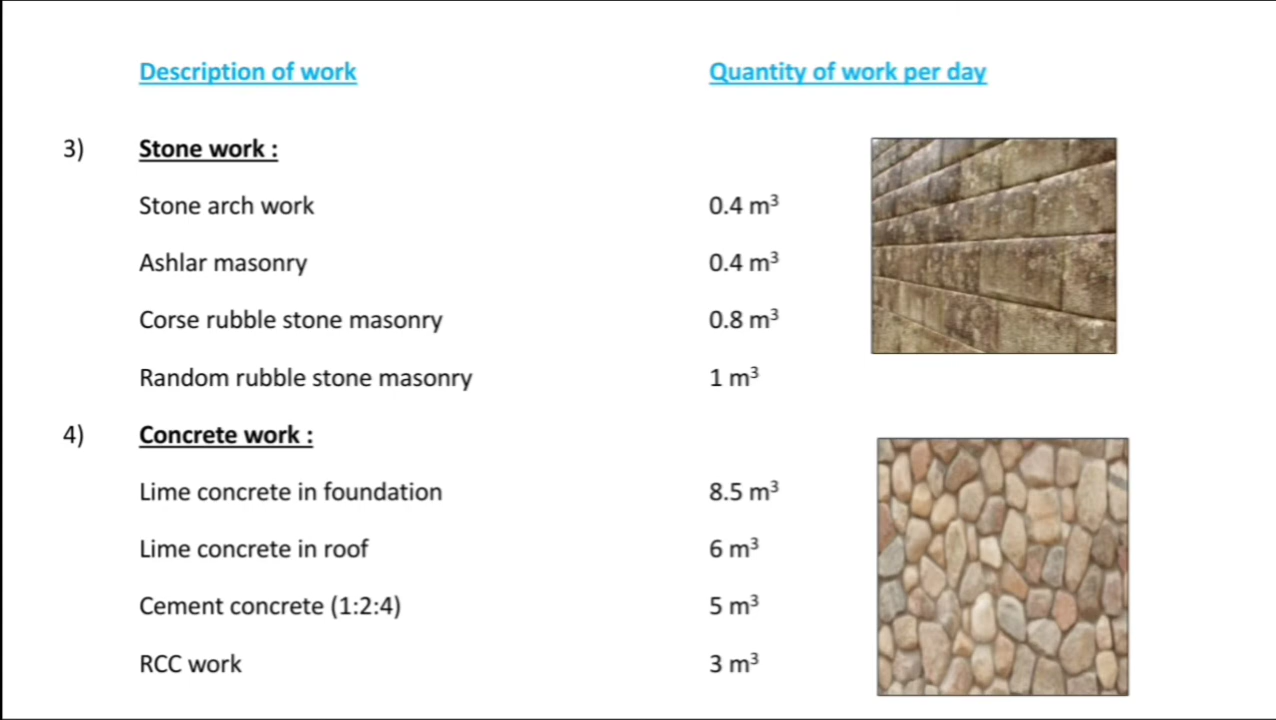 Description of work Quantity of work per day
3) Stone work :
Stone arch work 0.4 m³
Ashlar masonry 0.4 m³
Corse rubble stone masonry 0.8 m³
Random rubble stone masonry 1 m³
4) Concrete work :
Lime concrete in foundation 8.5 m³
Lime concrete in roof 6 m³
Cement concrete (1:2:4) 5 m³
RCC work 3 m³